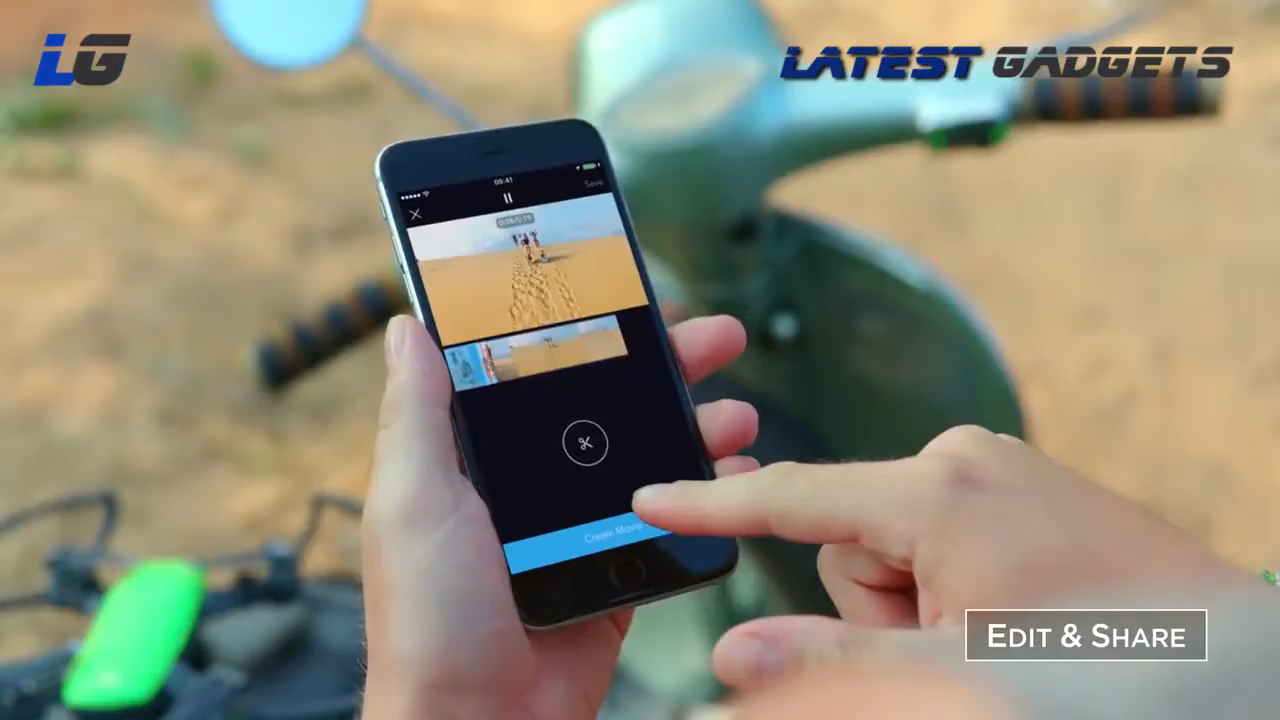 LG
LATEST GADGETS
09:41
Save
Create Movie
EDIT & SHARE